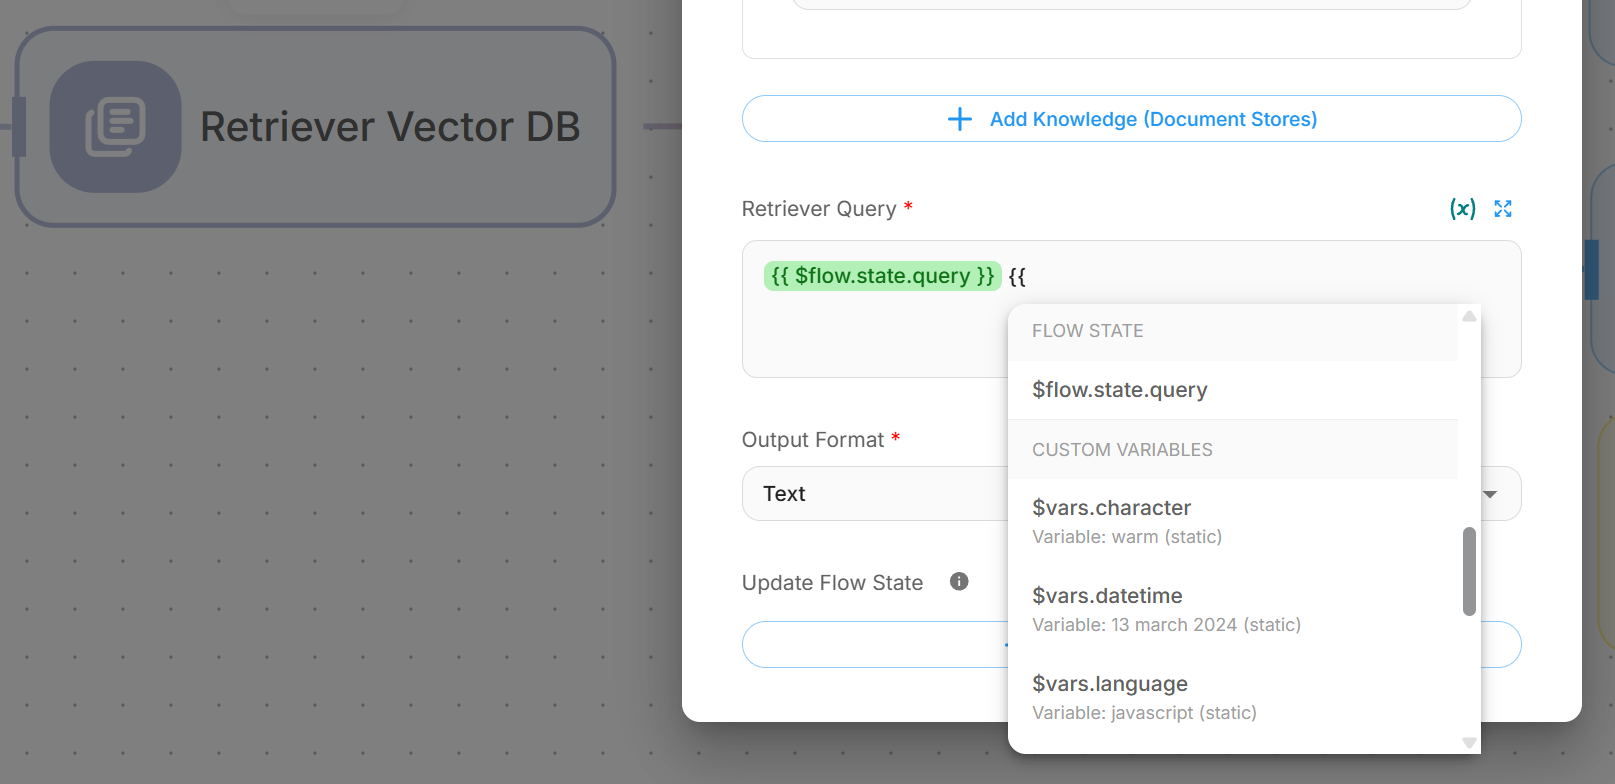 Retriever Vector DB
Add Knowledge (Document Stores)
Retriever Query *
(x)
{{ $flow.state.query }} {{
FLOW STATE
$flow.state.query
CUSTOM VARIABLES
$vars.character
Variable: warm (static)
$vars.datetime
Variable: 13 march 2024 (static)
$vars.language
Variable: javascript (static)
Output Format *
Text
Update Flow State